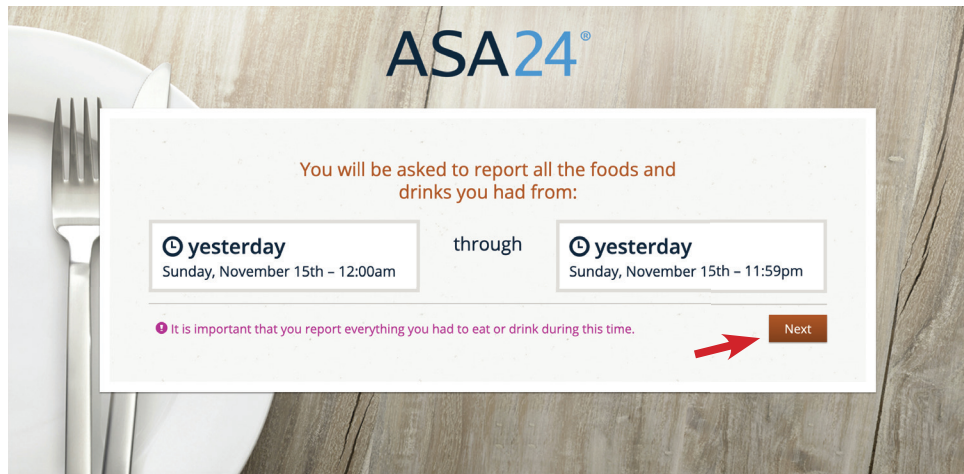 ASA24®
You will be asked to report all the foods and
drinks you had from:
yesterday
Sunday, November 15th – 12:00am
through
yesterday
Sunday, November 15th – 11:59pm
It is important that you report everything you had to eat or drink during this time.
Next